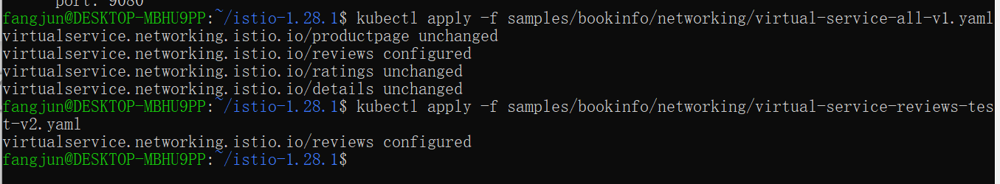 port: 9080
fangjun@DESKTOP-MBHU9PP:~/istio-1.28.1$ kubectl apply -f samples/bookinfo/networking/virtual-service-all-v1.yaml
virtualservice.networking.istio.io/productpage unchanged
virtualservice.networking.istio.io/reviews configured
virtualservice.networking.istio.io/ratings unchanged
virtualservice.networking.istio.io/details unchanged
fangjun@DESKTOP-MBHU9PP:~/istio-1.28.1$ kubectl apply -f samples/bookinfo/networking/virtual-service-reviews-tes
t-v2.yaml
virtualservice.networking.istio.io/reviews configured
fangjun@DESKTOP-MBHU9PP:~/istio-1.28.1$